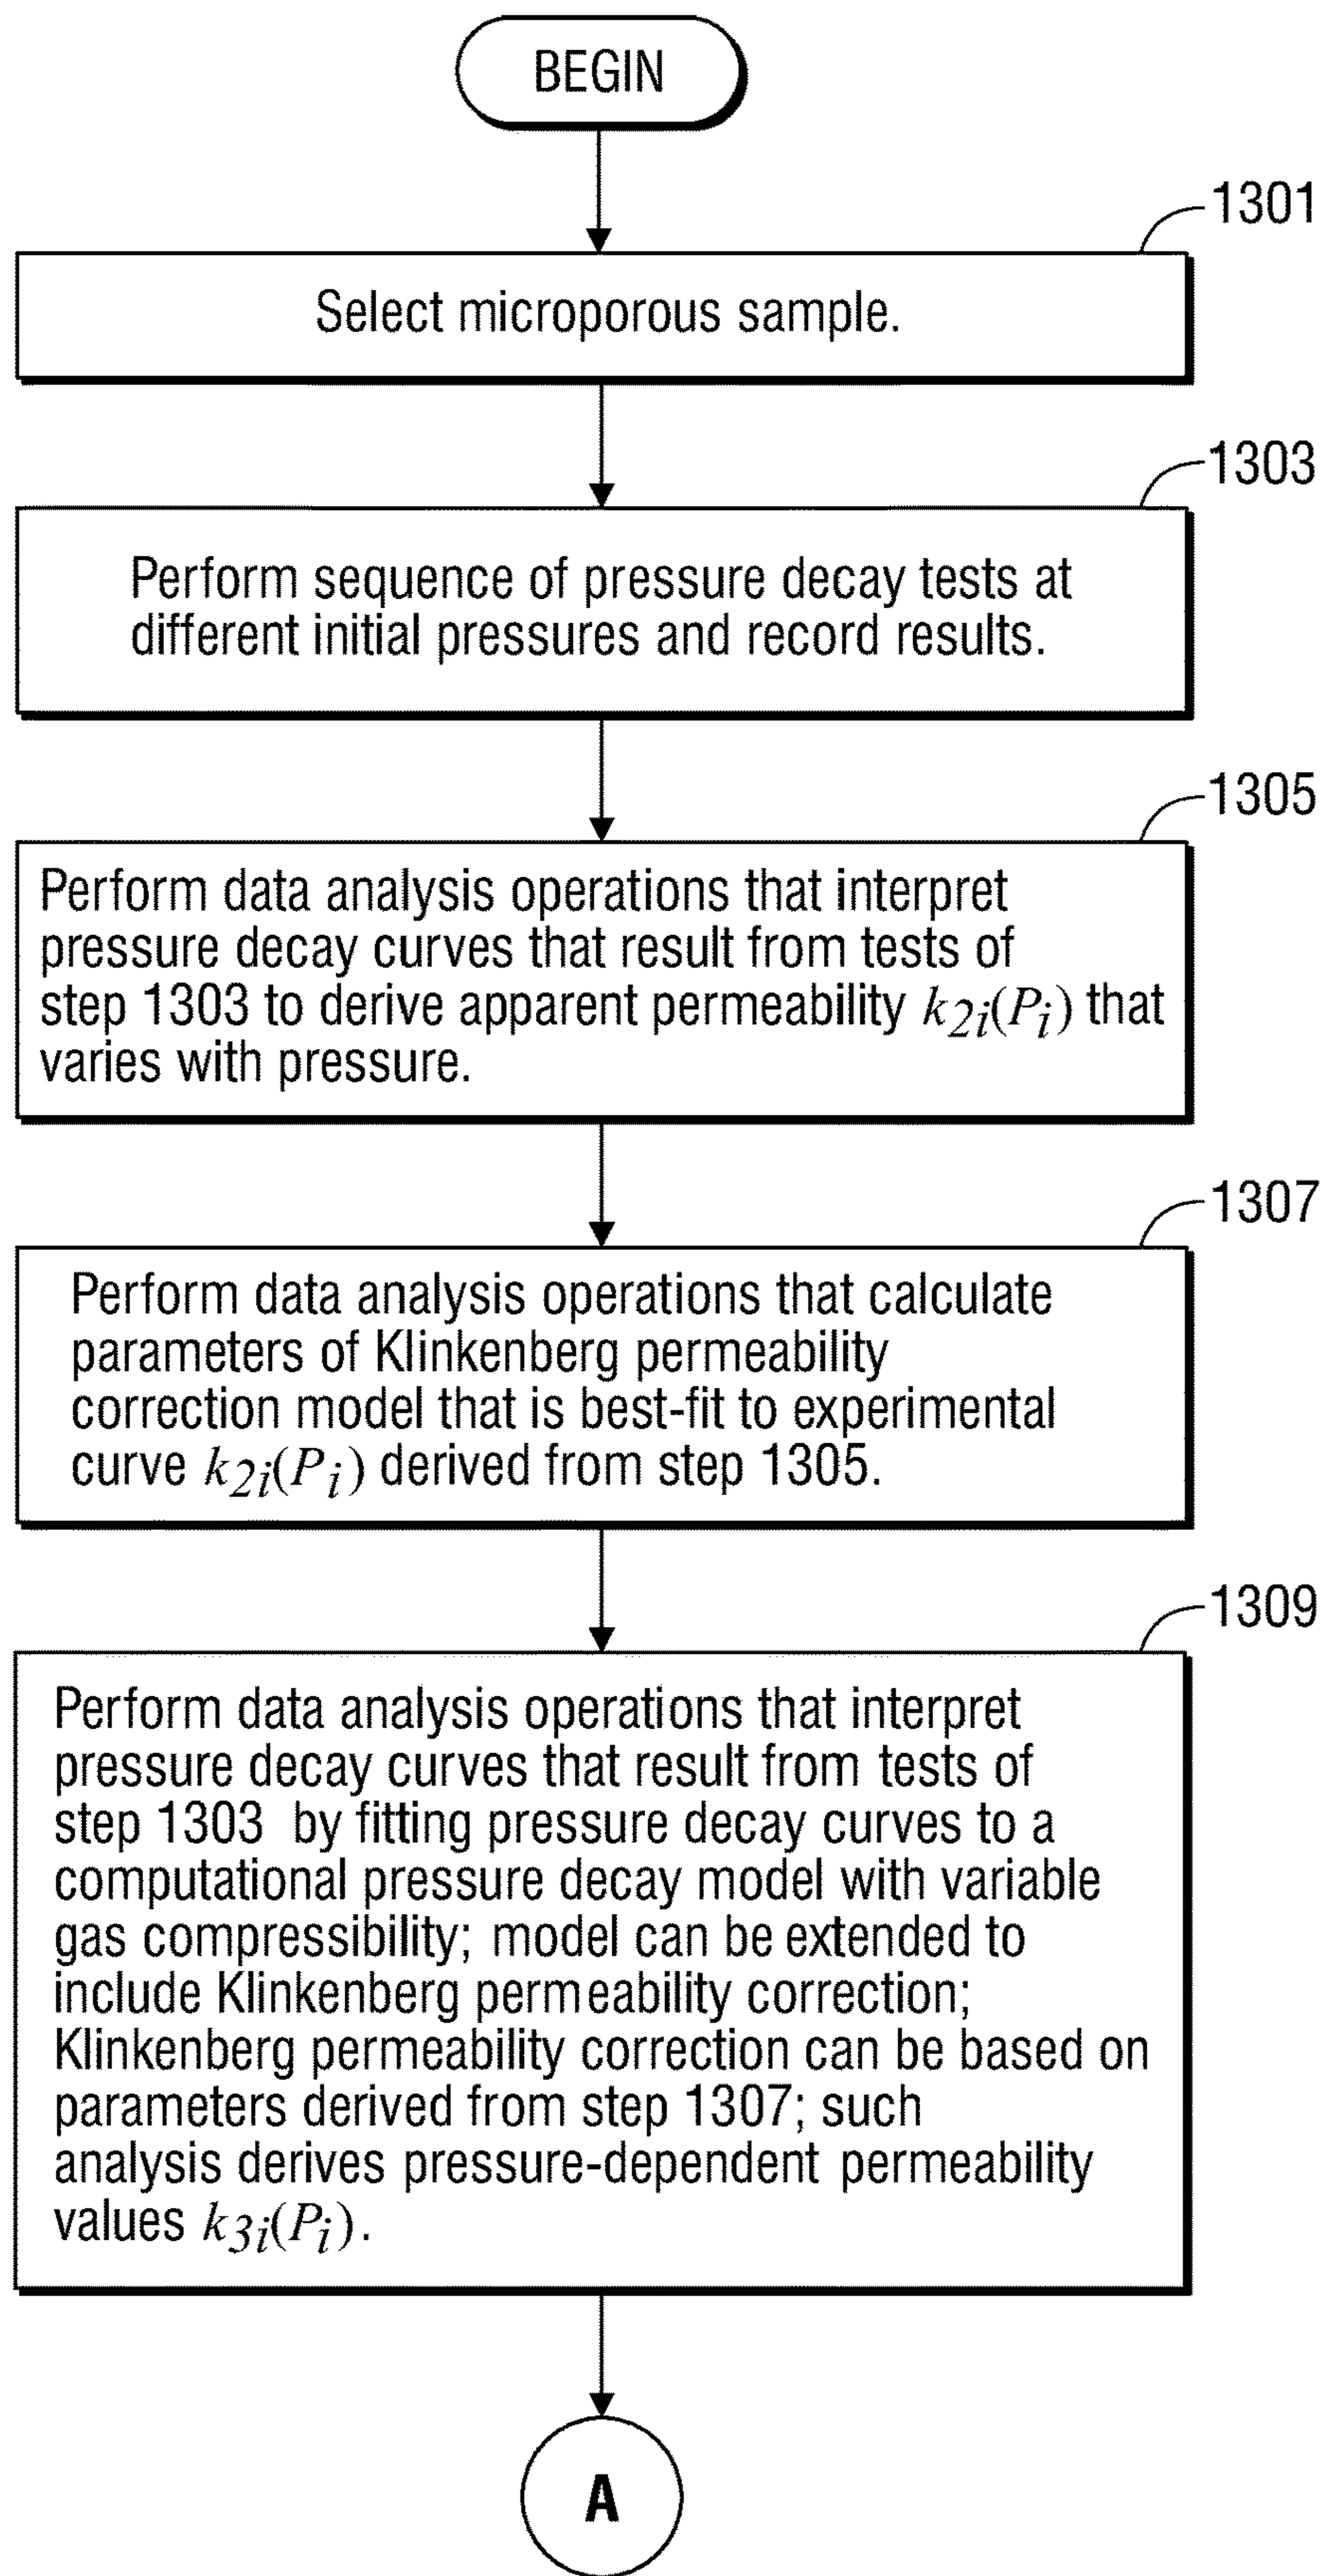 BEGIN
1301
Select microporous sample.
1303
Perform sequence of pressure decay tests at
different initial pressures and record results.
1305
Perform data analysis operations that interpret
pressure decay curves that result from tests of
step 1303 to derive apparent permeability k2i(Pi) that
varies with pressure.
1307
Perform data analysis operations that calculate
parameters of Klinkenberg permeability
correction model that is best-fit to experimental
curve k2i(Pi) derived from step 1305.
1309
Perform data analysis operations that interpret
pressure decay curves that result from tests of
step 1303 by fitting pressure decay curves to a
computational pressure decay model with variable
gas compressibility; model can be extended to
include Klinkenberg permeability correction;
Klinkenberg permeability correction can be based on
parameters derived from step 1307; such
analysis derives pressure-dependent permeability
values k3i(Pi).
A